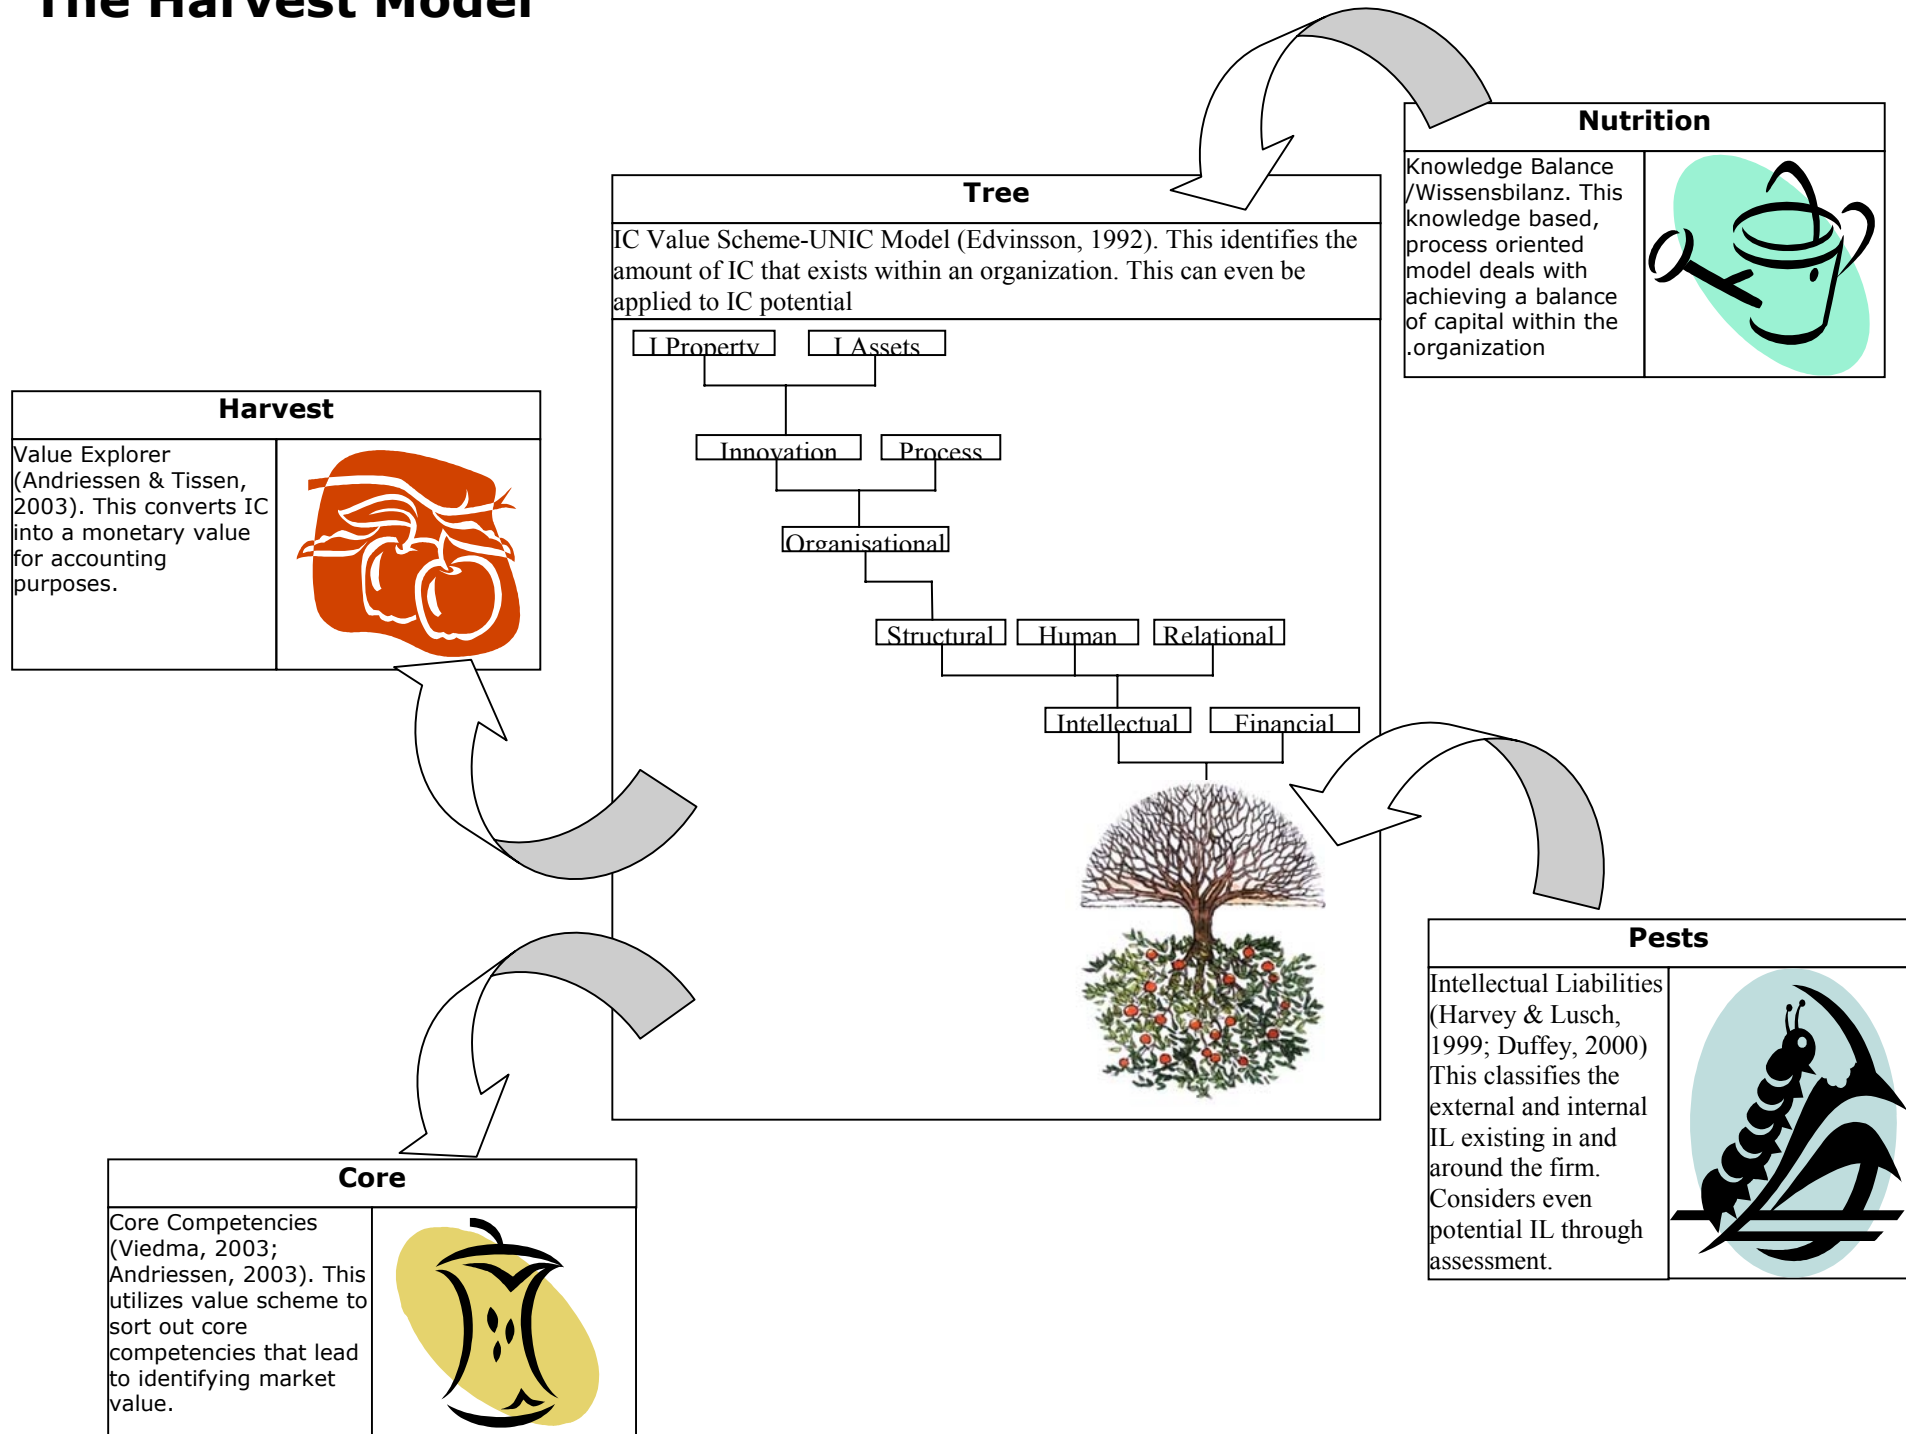 The Harvest Model
Nutrition
Knowledge Balance
/Wissensbilanz. This
knowledge based,
process oriented
model deals with
achieving a balance
of capital within the
.organization
Tree
IC Value Scheme-UNIC Model (Edvinsson, 1992). This identifies the
amount of IC that exists within an organization. This can even be
applied to IC potential
I Property
I Assets
Innovation
Process
Organisational
Structural
Human
Relational
Intellectual
Financial
Harvest
Value Explorer
(Andriessen & Tissen,
2003). This converts IC
into a monetary value
for accounting
purposes.
Pests
Intellectual Liabilities
(Harvey & Lusch,
1999; Duffey, 2000)
This classifies the
external and internal
IL existing in and
around the firm.
Considers even
potential IL through
assessment.
Core
Core Competencies
(Viedma, 2003;
Andriessen, 2003). This
utilizes value scheme to
sort out core
competencies that lead
to identifying market
value.